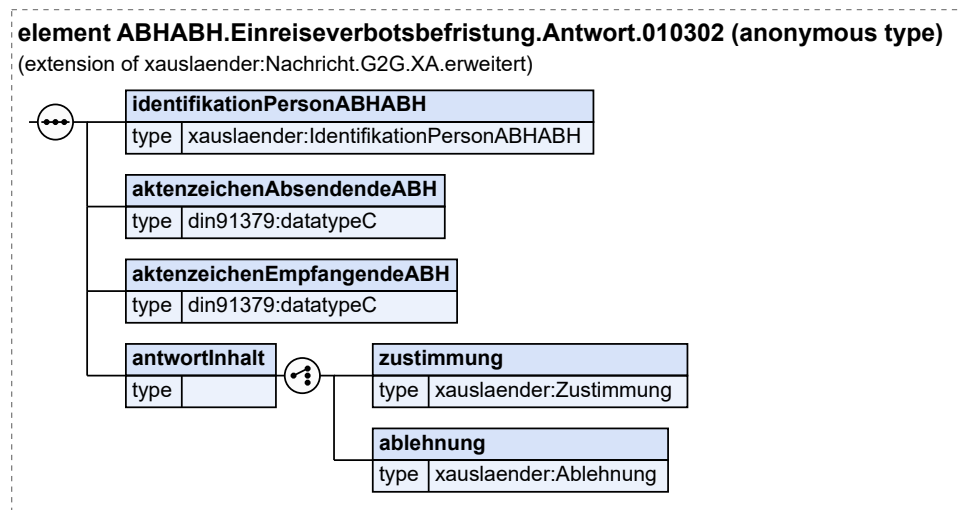 element ABHABH.Einreiseverbotsbefristung.Antwort.010302 (anonymous type)
(extension of xauslaender:Nachricht.G2G.XA.erweitert)
identifikationPersonABHABH
type xauslaender:IdentifikationPersonABHABH
aktenzeichenAbsendendeABH
type din91379:datatypeC
aktenzeichenEmpfangendeABH
type din91379:datatypeC
antwortInhalt
type
zustimmung
type xauslaender:Zustimmung
ablehnung
type xauslaender:Ablehnung